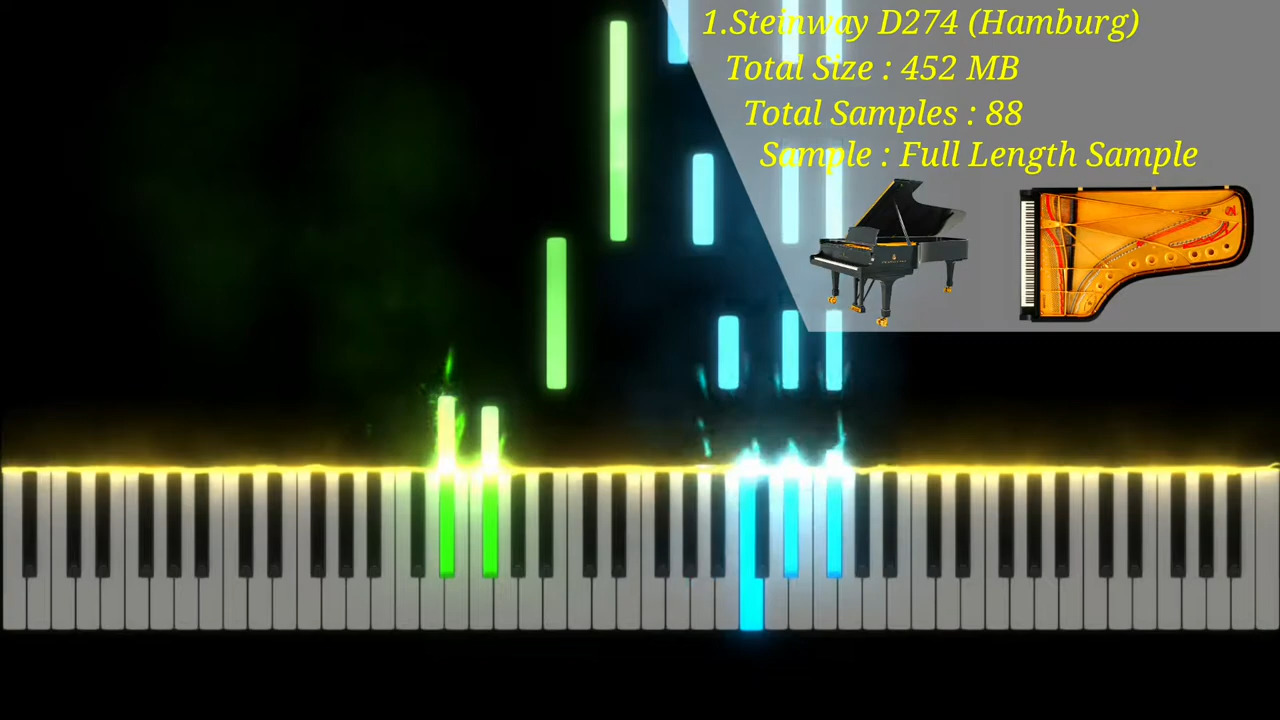 1.Steinway D274 (Hamburg)
Total Size : 452 MB
Total Samples : 88
Sample : Full Length Sample